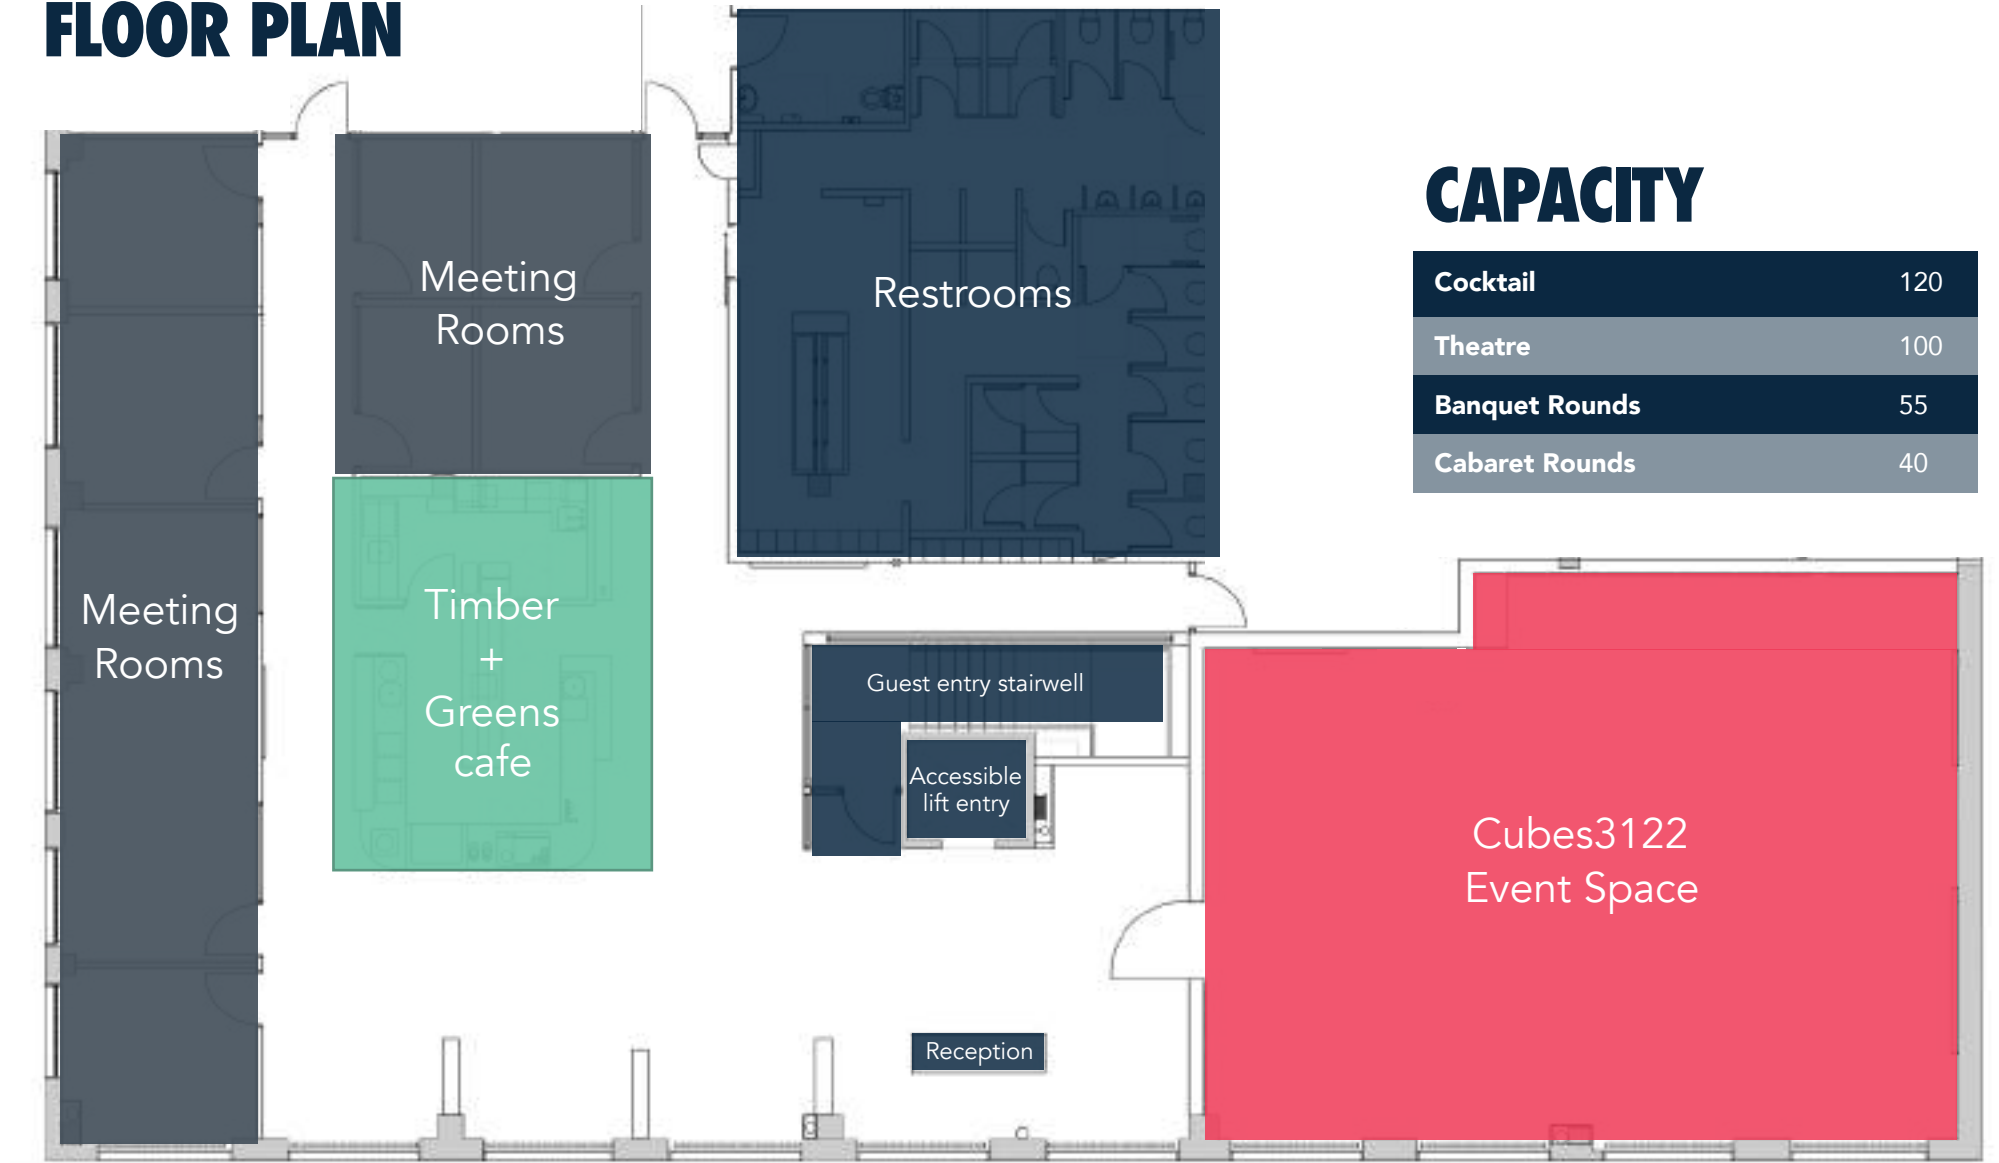 FLOOR PLAN
CAPACITY
Cocktail 120
Theatre 100
Banquet Rounds 55
Cabaret Rounds 40
Meeting
Rooms
Restrooms
Meeting
Rooms
Timber
+
Greens
cafe
Guest entry stairwell
Accessible
lift entry
Cubes3122
Event Space
Reception